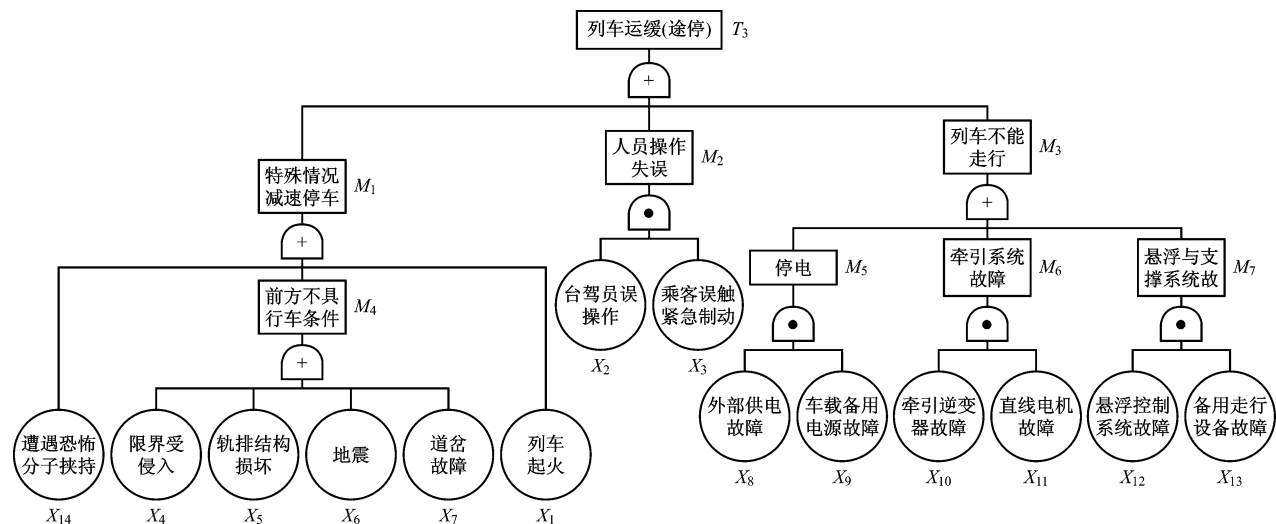 列车运缓(途停)
T3
+
人员操作
失误
M2
列车不能
走行
M3
特殊情况
减速停车
M1
+
+
台驾员误
操作
X2
乘客误触
紧急制动
X3
停电
M5
牵引系统
故障
M6
悬浮与支
撑系统故
M7
前方不具
行车条件
M4
+
外部供电
故障
X8
车载备用
电源故障
X9
牵引逆变
器故障
X10
直线电机
故障
X11
悬浮控制
系统故障
X12
备用走行
设备故障
X13
遭遇恐怖
分子挟持
X14
限界受
侵入
X4
轨排结构
损坏
X5
地震
X6
道岔
故障
X7
列车
起火
X1